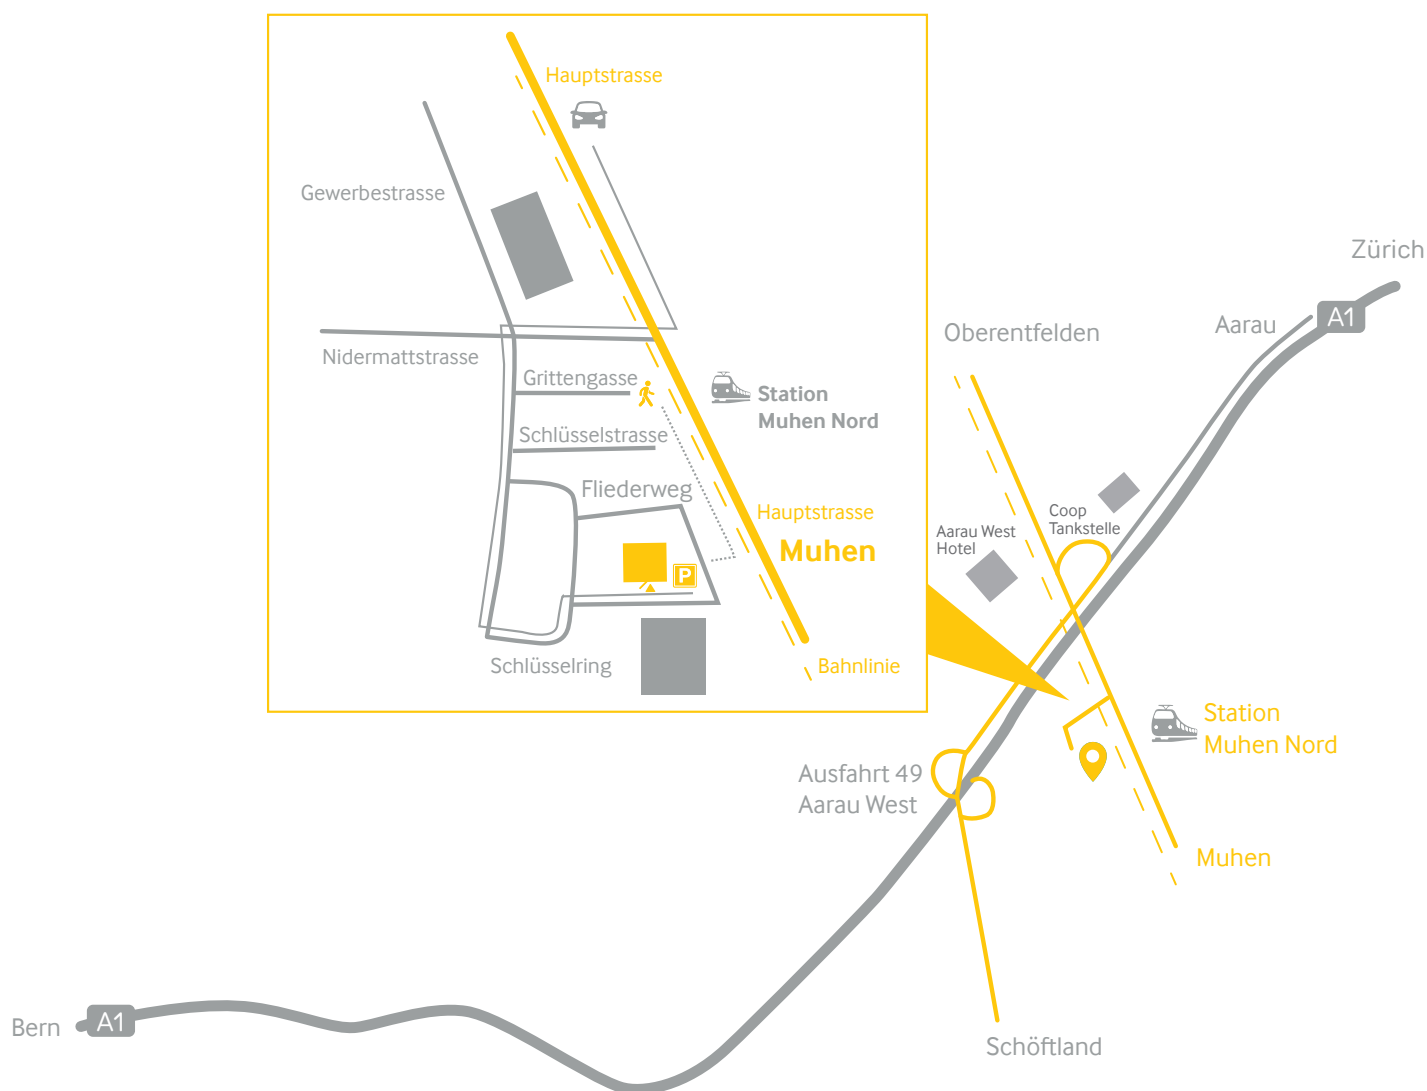 Hauptstrasse
Gewerbestrasse
Nidermattstrasse
Grittengasse
Station
Muhen Nord
Schlüsselstrasse
Fliederweg
Hauptstrasse
Muhen
P
Schlüsselring
Bahnlinie
Zürich
A1
Aarau
Oberentfelden
Coop
Tankstelle
Aarau West
Hotel
Station
Muhen Nord
Ausfahrt 49
Aarau West
Muhen
Bern
A1
Schöftland